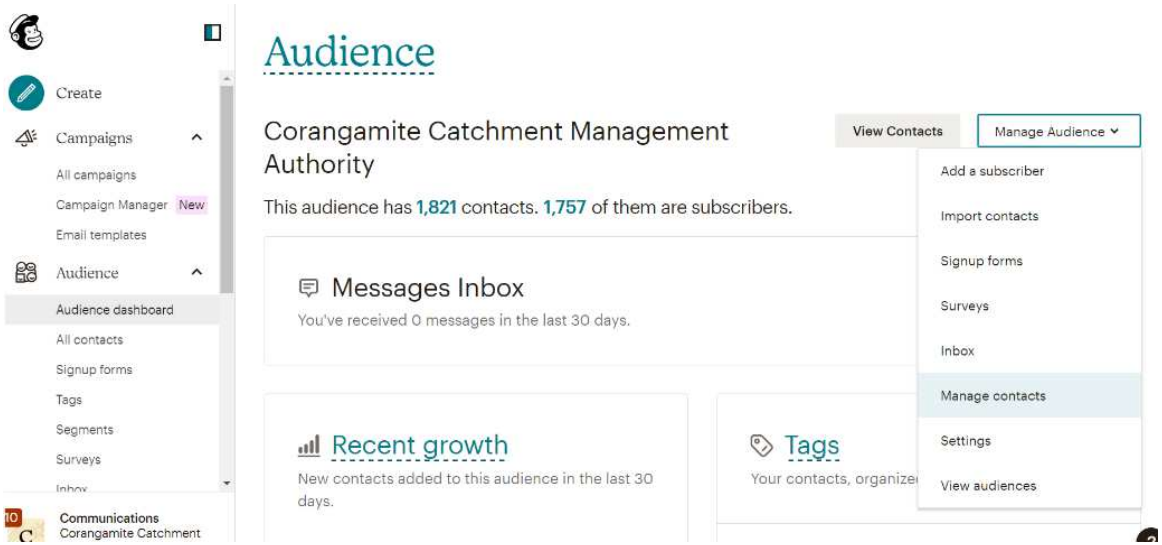 Create
Campaigns
All campaigns
Campaign Manager New
Email templates
Audience
Audience dashboard
All contacts
Signup forms
Tags
Segments
Surveys
Inbox
10
C
Communications
Corangamite Catchment
Audience
Corangamite Catchment Management
Authority
View Contacts
Manage Audience
This audience has 1,821 contacts. 1,757 of them are subscribers.
Add a subscriber
Import contacts
Signup forms
Surveys
Inbox
Manage contacts
Settings
View audiences
Messages Inbox
You've received 0 messages in the last 30 days.
Recent growth
New contacts added to this audience in the last 30
days.
Tags
Your contacts, organize
2